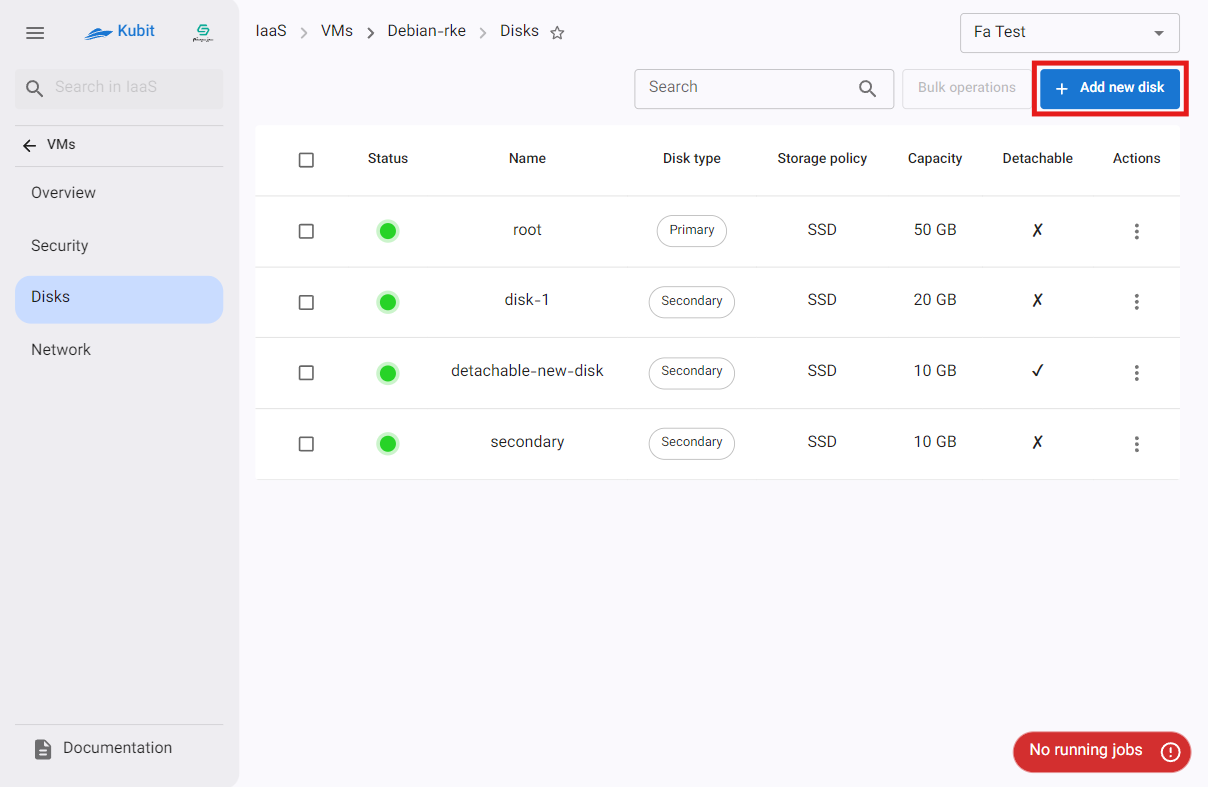 Kubit
IaaS > VMs > Debian-rke > Disks
Fa Test
Search in IaaS
Search
Bulk operations
+ Add new disk
VMs
Overview
Security
Disks
Network
Status Name Disk type Storage policy Capacity Detachable Actions
root Primary SSD 50 GB ✗
disk-1 Secondary SSD 20 GB ✗
detachable-new-disk Secondary SSD 10 GB ✓
secondary Secondary SSD 10 GB ✗
Documentation
No running jobs